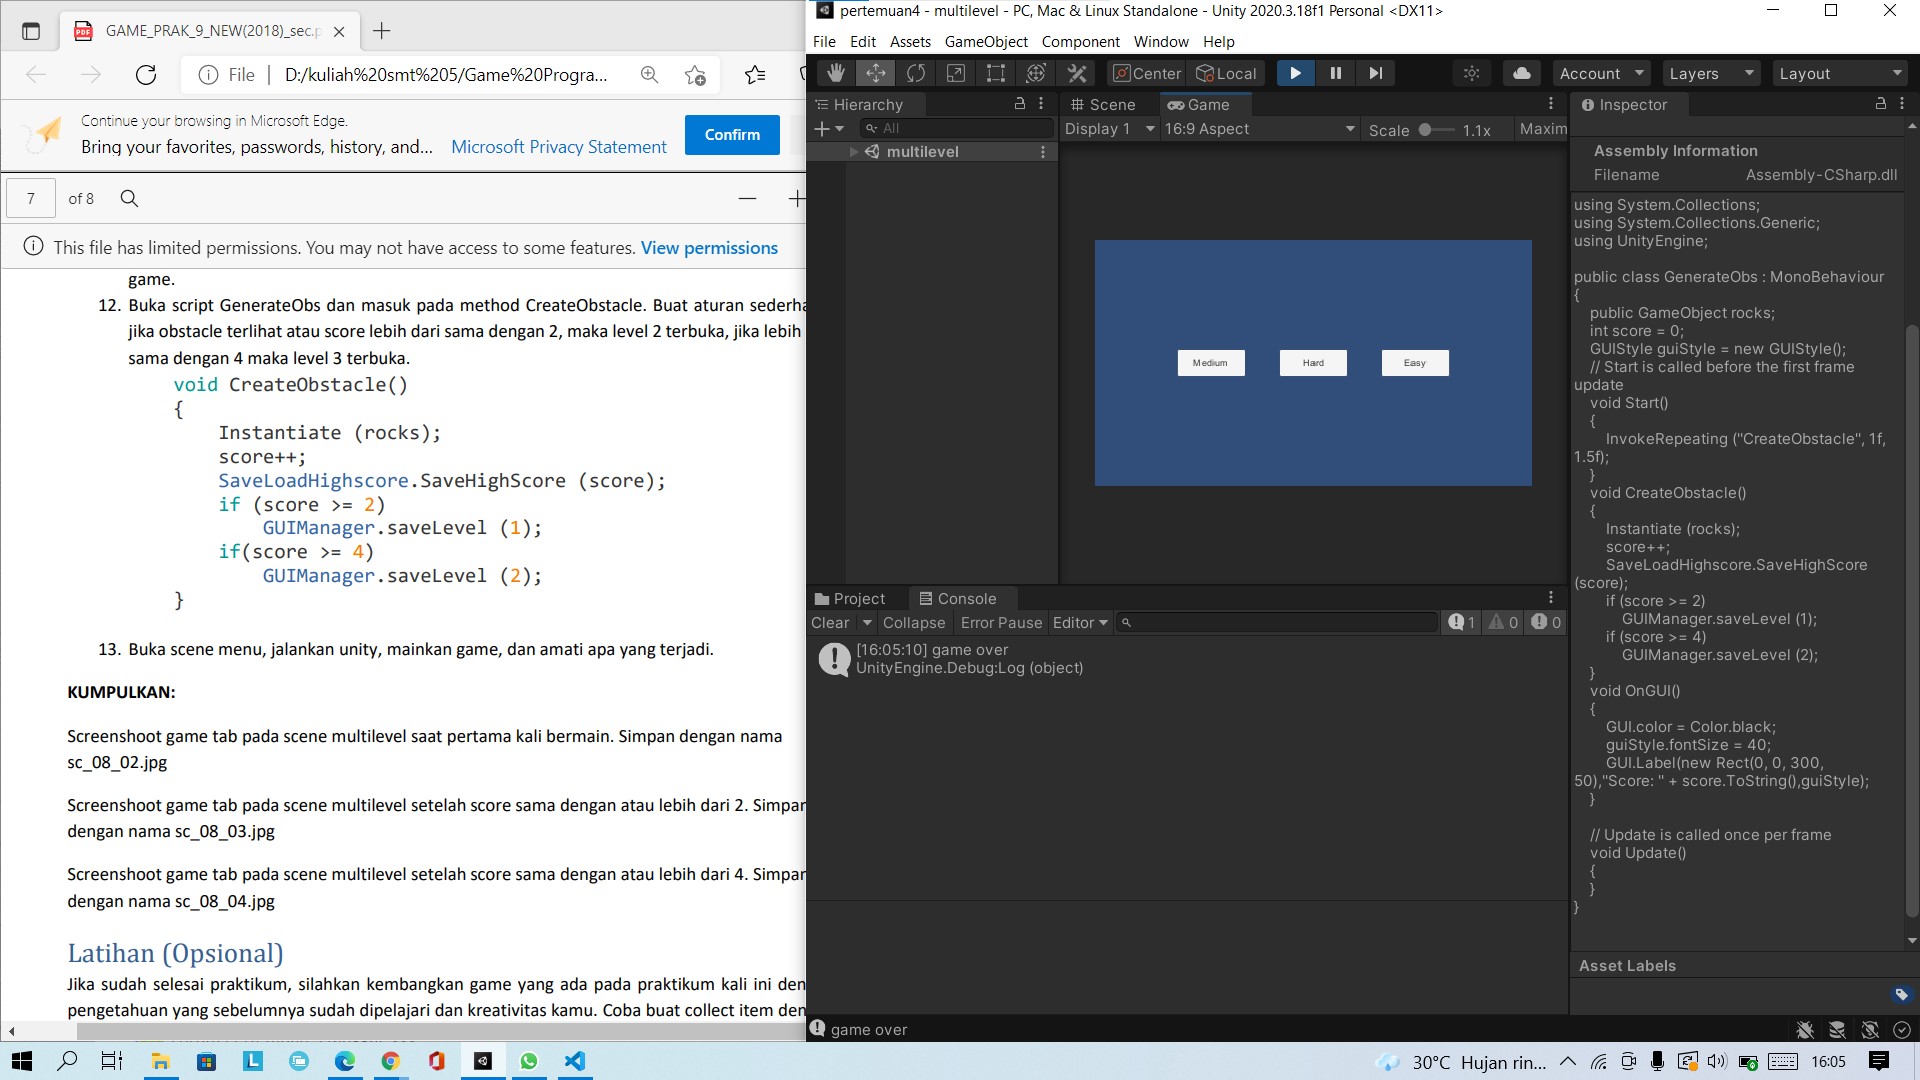 GAME_PRAK_9_NEW(2018)_sec.p
File
D:/kuliah%20smt%205/Game%20Progra...
Continue your browsing in Microsoft Edge.
Bring your favorites, passwords, history, and...
Microsoft Privacy Statement
Confirm
7 of 8
This file has limited permissions. You may not have access to some features. View permissions
game.
12. Buka script GenerateObs dan masuk pada method CreateObstacle. Buat aturan sederha
jika obstacle terlihat atau score lebih dari sama dengan 2, maka level 2 terbuka, jika lebih
sama dengan 4 maka level 3 terbuka.
void CreateObstacle()
{
Instantiate (rocks);
score++;
SaveLoadHighscore.SaveHighScore (score);
if (score >= 2)
GUIManager.saveLevel (1);
if(score >= 4)
GUIManager.saveLevel (2);
}
13. Buka scene menu, jalankan unity, mainkan game, dan amati apa yang terjadi.
KUMPULKAN:
Screenshoot game tab pada scene multilevel saat pertama kali bermain. Simpan dengan nama
sc_08_02.jpg
Screenshoot game tab pada scene multilevel setelah score sama dengan atau lebih dari 2. Simpan
dengan nama sc_08_03.jpg
Screenshoot game tab pada scene multilevel setelah score sama dengan atau lebih dari 4. Simpan
dengan nama sc_08_04.jpg
Latihan (Opsional)
Jika sudah selesai praktikum, silahkan kembangkan game yang ada pada praktikum kali ini den
pengetahuan yang sebelumnya sudah dipelajari dan kreativitas kamu. Coba buat collect item den
pertemuan4 - multilevel - PC, Mac & Linux Standalone - Unity 2020.3.18f1 Personal <DX11>
File Edit Assets GameObject Component Window Help
Center Local
Account Layers Layout
Hierarchy
All
multilevel
Scene Game
Display 1 16:9 Aspect Scale 1.1x Maxim
Medium Hard Easy
Project Console
Clear Collapse Error Pause Editor 1 0 0
[16:05:10] game over
UnityEngine.Debug:Log (object)
game over
Inspector
Assembly Information
Filename Assembly-CSharp.dll
using System.Collections;
using System.Collections.Generic;
using UnityEngine;
public class GenerateObs : MonoBehaviour
{
public GameObject rocks;
int score = 0;
GUIStyle guiStyle = new GUIStyle();
// Start is called before the first frame
update
void Start()
{
InvokeRepeating ("CreateObstacle", 1f,
1.5f);
}
void CreateObstacle()
{
Instantiate (rocks);
score++;
SaveLoadHighscore.SaveHighScore
(score);
if (score >= 2)
GUIManager.saveLevel (1);
if (score >= 4)
GUIManager.saveLevel (2);
}
void OnGUI()
{
GUI.color = Color.black;
guiStyle.fontSize = 40;
GUI.Label(new Rect(0, 0, 300,
50),"Score: " + score.ToString(),guiStyle);
}
// Update is called once per frame
void Update()
{
}
}
Asset Labels
30°C Hujan rin... 16:05